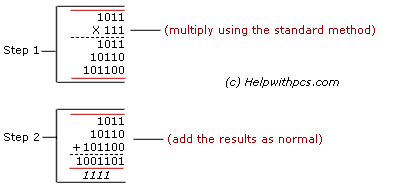 1011
X 111 (multiply using the standard method)
Step 1 1011
10110
101100
(c) Helpwithpcs.com
1011
Step 2 10110 (add the results as normal)
+101100
1001101
1111